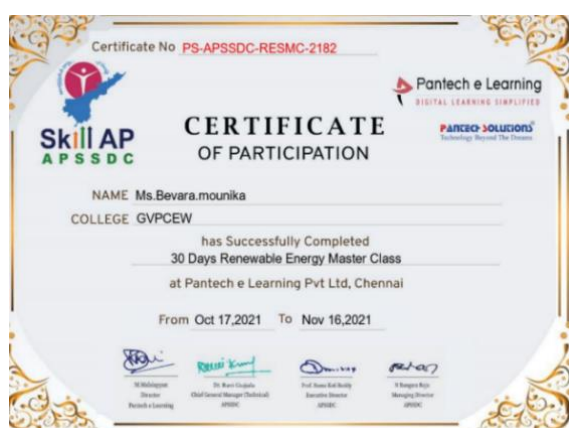 Certificate No PS-APSSDC-RESMC-2182
Skill AP
APSSDC
Pantech e Learning
DIGITAL LEARNING SIMPLIFIED
PANTECH SOLUTIONS
Technology Beyond The Dreams
CERTIFICATE
OF PARTICIPATION
NAME Ms.Bevara.mounika
COLLEGE GVPCEW
has Successfully Completed
30 Days Renewable Energy Master Class
at Pantech e Learning Pvt Ltd, Chennai
From Oct 17,2021 To Nov 16,2021
Director
Pantech e Learning
Dr. Ravi Gujjula
Chief General Manager (Technical)
APSSDC
Executive Director
APSSDC
N Bangara Raju
Managing Director
APSSDC